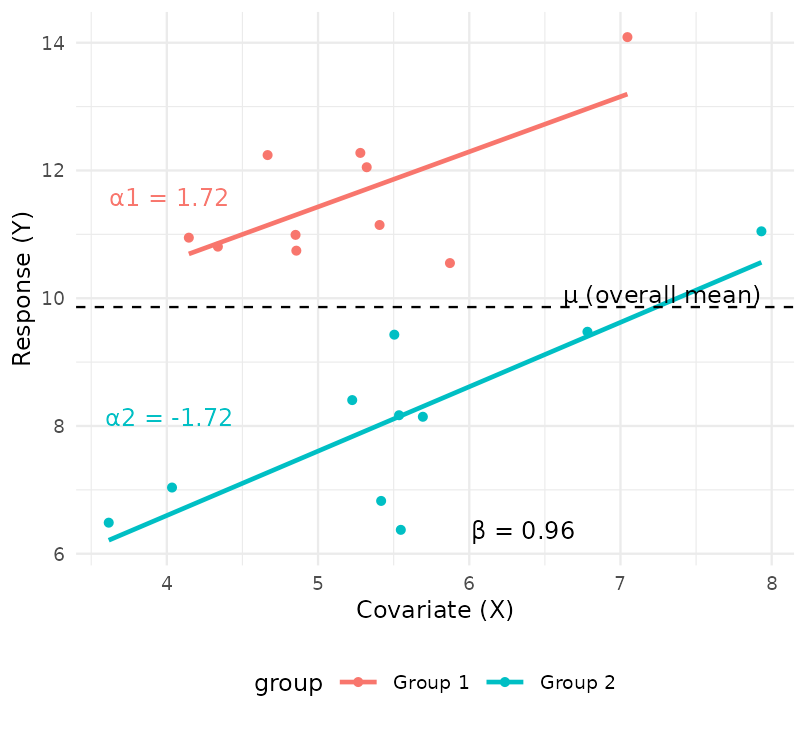 14
12
10
8
6
Response (Y)
α1 = 1.72
μ (overall mean)
α2 = -1.72
β = 0.96
4 5 6 7 8
Covariate (X)
group Group 1 Group 2